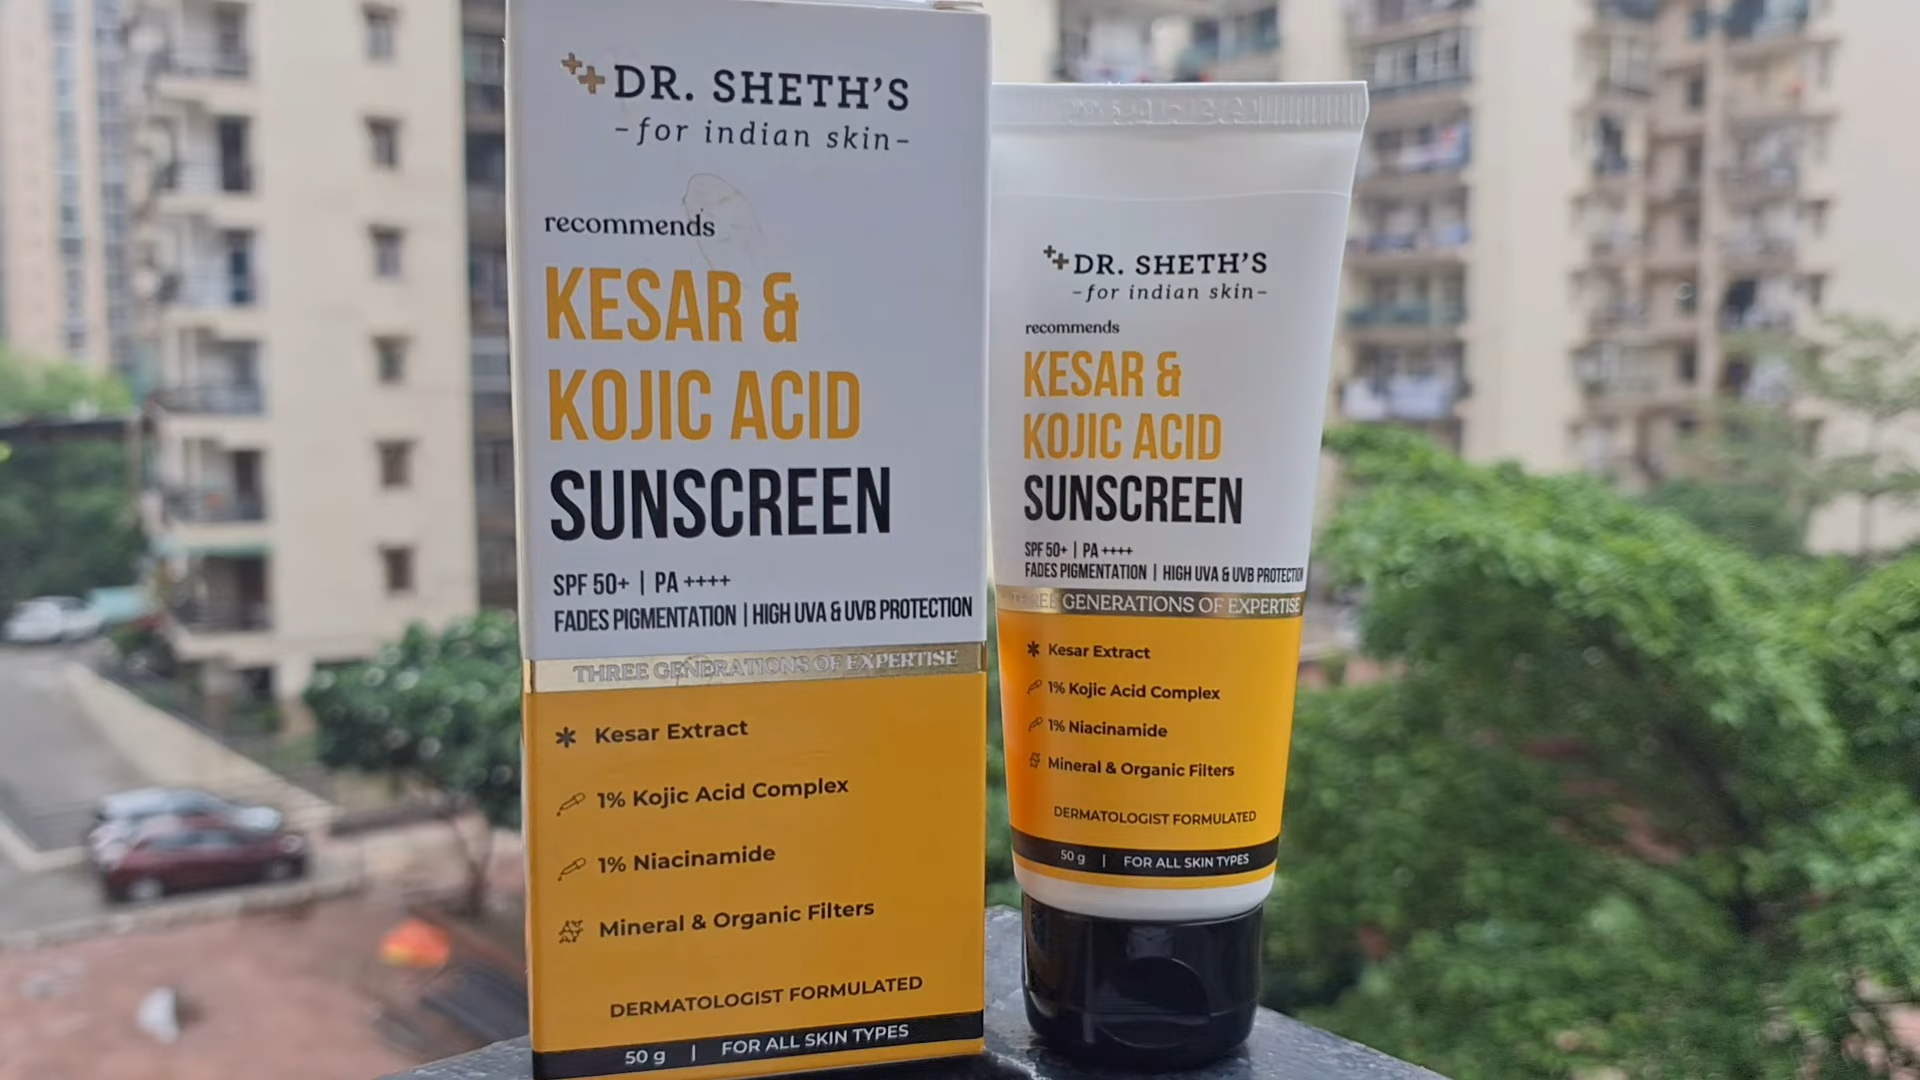 DR. SHETH'S
-for indian skin-
recommends
KESAR &
KOJIC ACID
SUNSCREEN
SPF 50+ | PA ++++
FADES PIGMENTATION | HIGH UVA & UVB PROTECTION
THREE GENERATIONS OF EXPERTISE
Kesar Extract
1% Kojic Acid Complex
1% Niacinamide
Mineral & Organic Filters
DERMATOLOGIST FORMULATED
50 g | FOR ALL SKIN TYPES
DR. SHETH'S
-for indian skin-
recommends
KESAR &
KOJIC ACID
SUNSCREEN
SPF 50+ | PA ++++
FADES PIGMENTATION | HIGH UVA & UVB PROTECTION
THREE GENERATIONS OF EXPERTISE
Kesar Extract
1% Kojic Acid Complex
1% Niacinamide
Mineral & Organic Filters
DERMATOLOGIST FORMULATED
50 g | FOR ALL SKIN TYPES